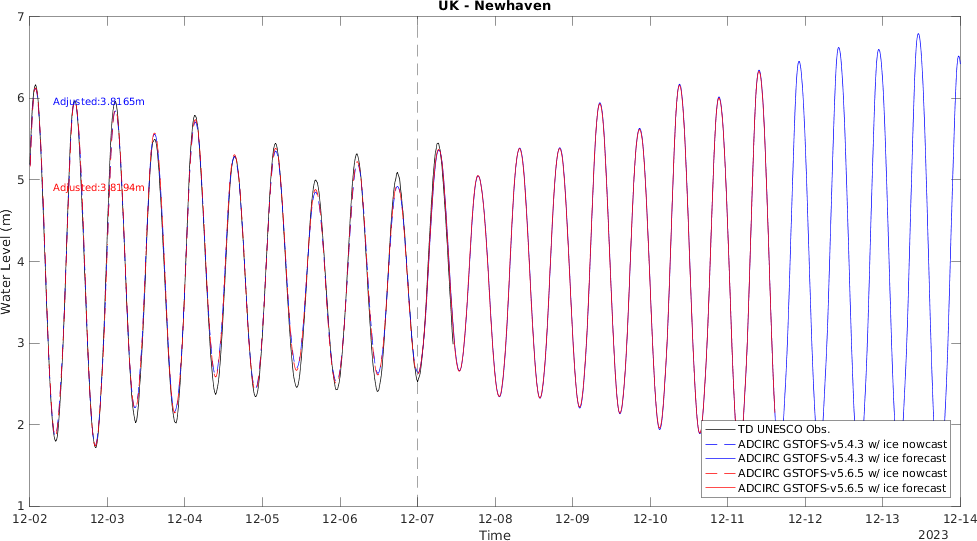 UK - Newhaven
7
6
5
4
3
2
1
Water Level (m)
Adjusted:3.8165m
Adjusted:3.8194m
TD UNESCO Obs.
ADCIRC GSTOFS-v5.4.3 w/ ice nowcast
ADCIRC GSTOFS-v5.4.3 w/ ice forecast
ADCIRC GSTOFS-v5.6.5 w/ ice nowcast
ADCIRC GSTOFS-v5.6.5 w/ ice forecast
12-02 12-03 12-04 12-05 12-06 12-07 12-08 12-09 12-10 12-11 12-12 12-13 12-14
Time
2023